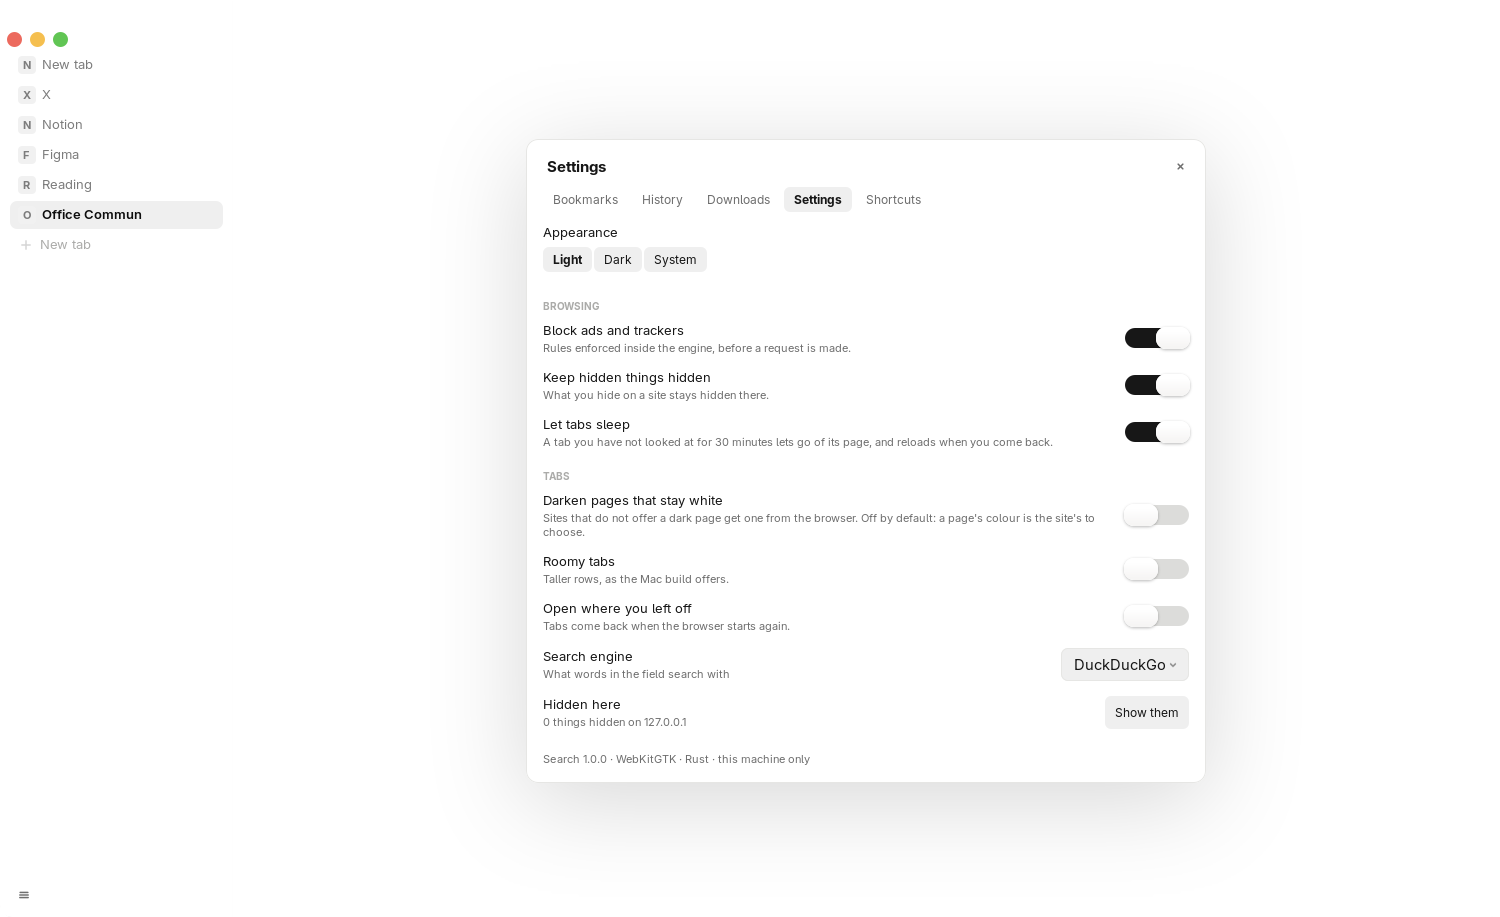 N New tab
X X
N Notion
F Figma
R Reading
O Office Commun
+ New tab
Settings
×
Bookmarks History Downloads Settings Shortcuts
Appearance
Light Dark System
BROWSING
Block ads and trackers
Rules enforced inside the engine, before a request is made.
Keep hidden things hidden
What you hide on a site stays hidden there.
Let tabs sleep
A tab you have not looked at for 30 minutes lets go of its page, and reloads when you come back.
TABS
Darken pages that stay white
Sites that do not offer a dark page get one from the browser. Off by default: a page's colour is the site's to
choose.
Roomy tabs
Taller rows, as the Mac build offers.
Open where you left off
Tabs come back when the browser starts again.
Search engine
What words in the field search with
DuckDuckGo
Hidden here
0 things hidden on 127.0.0.1
Show them
Search 1.0.0 · WebKitGTK · Rust · this machine only